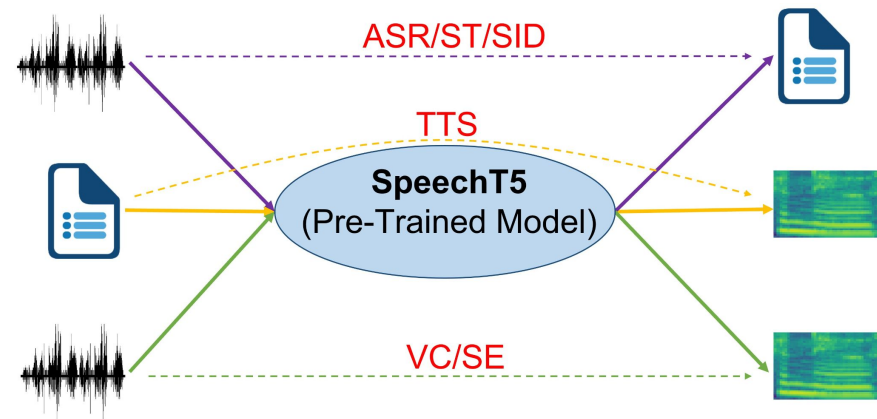 ASR/ST/SID
TTS
SpeechT5
(Pre-Trained Model)
VC/SE